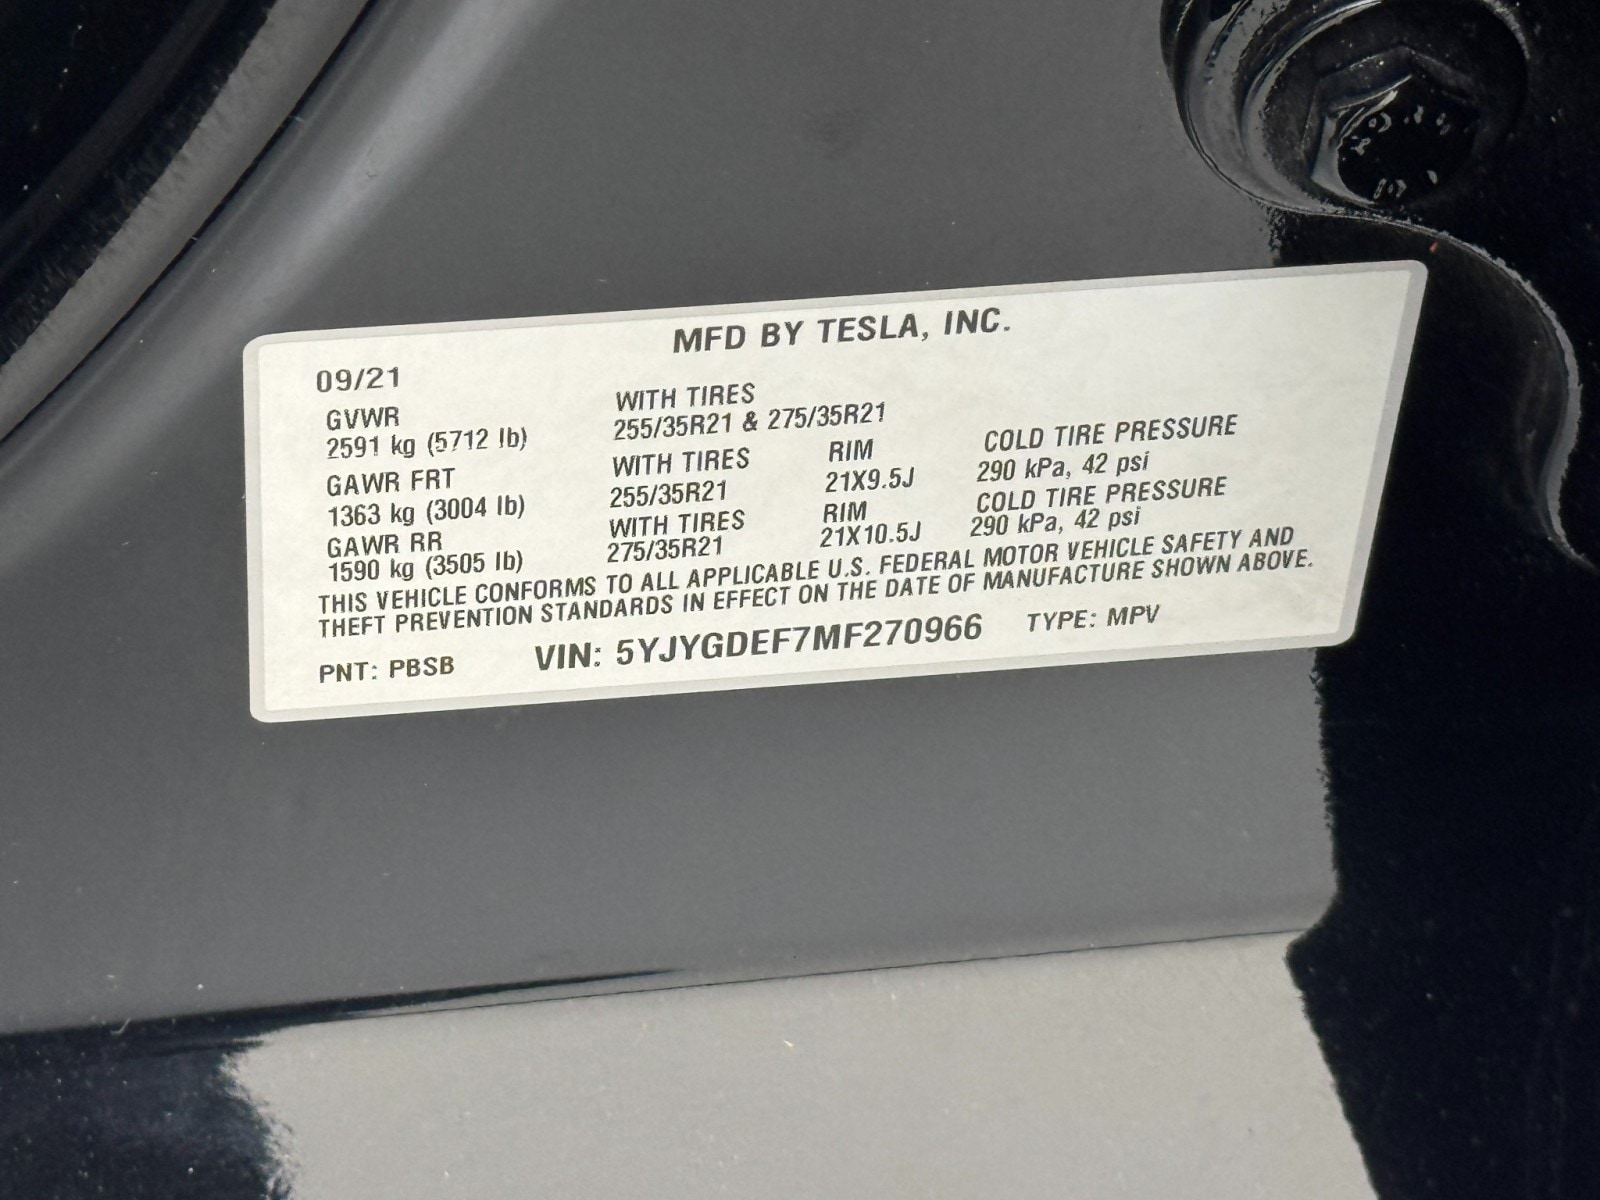 MFD BY TESLA, INC.
09/21
GVWR WITH TIRES
2591 kg (5712 lb) 255/35R21 & 275/35R21
GAWR FRT WITH TIRES RIM COLD TIRE PRESSURE
1363 kg (3004 lb) 255/35R21 21X9.5J 290 kPa, 42 psi
GAWR RR WITH TIRES RIM COLD TIRE PRESSURE
1590 kg (3505 lb) 275/35R21 21X10.5J 290 kPa, 42 psi
THIS VEHICLE CONFORMS TO ALL APPLICABLE U.S. FEDERAL MOTOR VEHICLE SAFETY AND
THEFT PREVENTION STANDARDS IN EFFECT ON THE DATE OF MANUFACTURE SHOWN ABOVE.
PNT: PBSB VIN: 5YJYGDEF7MF270966 TYPE: MPV